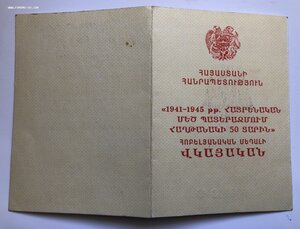 ՀԱՅԱՍՏԱՆԻ
ՀԱՆՐԱՊԵՏՈՒԹՅՈՒՆ
«1941-1945 թթ. ՀԱՅՐԵՆԱԿԱՆ
ՄԵԾ ՊԱՏԵՐԱԶՄՈՒՄ
ՀԱՂԹԱՆԱԿԻ 50 ՏԱՐԻՆ»
ՀՈԲԵԼՅԱՆԱԿԱՆ ՄԵԴԱԼԻ
ՎԿԱՅԱԿԱՆ